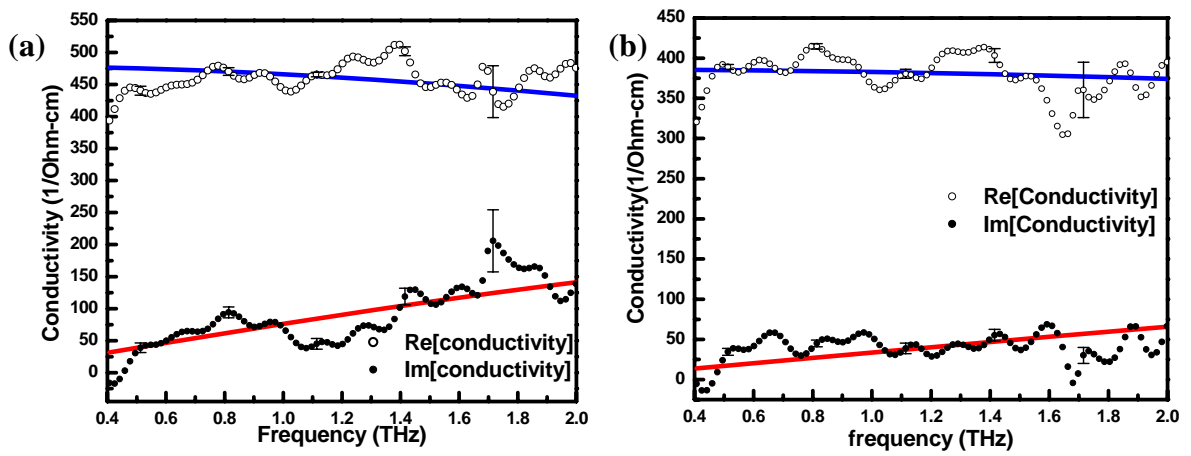 (a)
Conductivity (1/Ohm-cm)
550
500
450
400
350
300
250
200
150
100
50
0
0.4 0.6 0.8 1.0 1.2 1.4 1.6 1.8 2.0
Frequency (THz)
Re[conductivity]
Im[conductivity]
(b)
Conductivity(1/Ohm-cm)
450
400
350
300
250
200
150
100
50
0
Re[Conductivity]
Im[Conductivity]
0.4 0.6 0.8 1.0 1.2 1.4 1.6 1.8 2.0
frequency (THz)